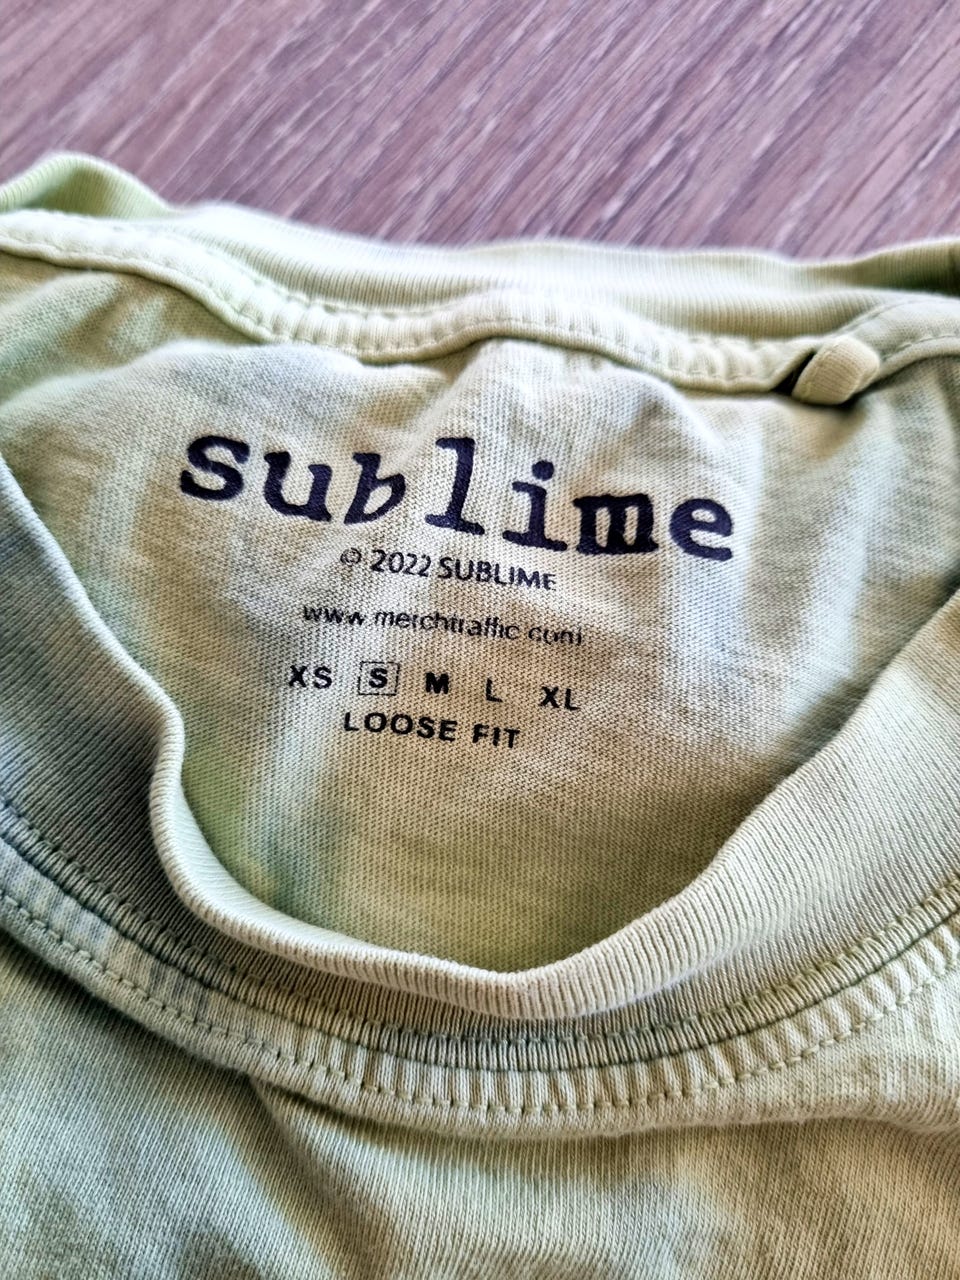 sublime
© 2022 SUBLIME
www.merchtraffic.com
XS S M L XL
LOOSE FIT